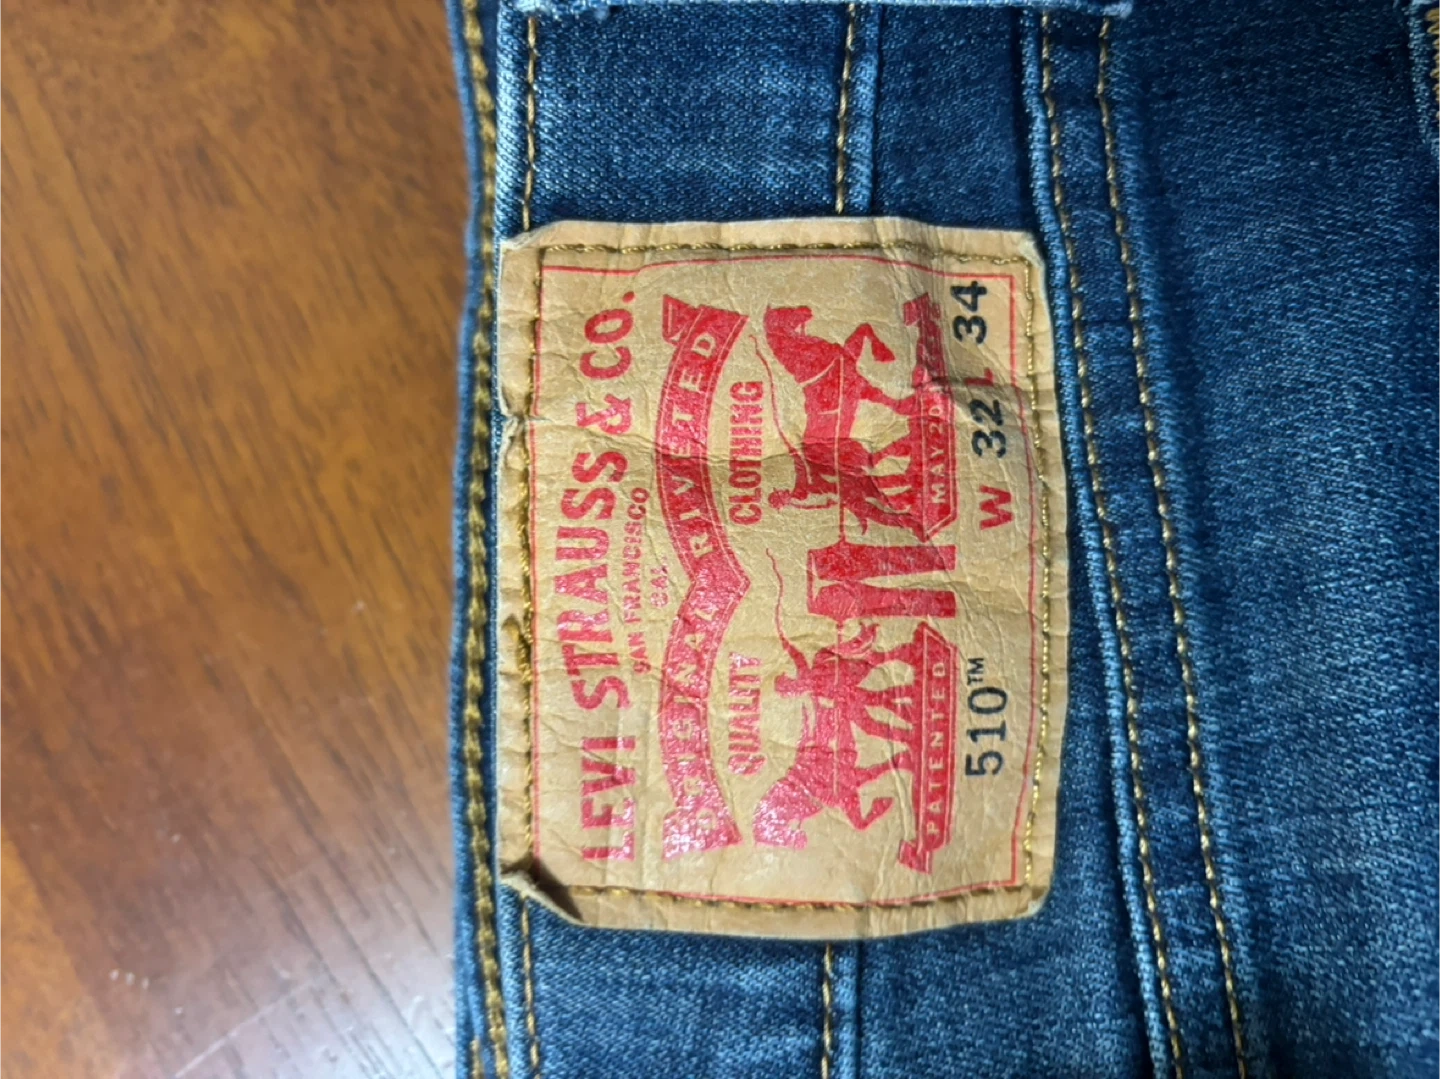 LEVI STRAUSS & CO.
SAN FRANCISCO
CAL.
ORIGINAL RIVETED
QUALITY CLOTHING
PATENTED MAY 20
510™ W 32 L 34